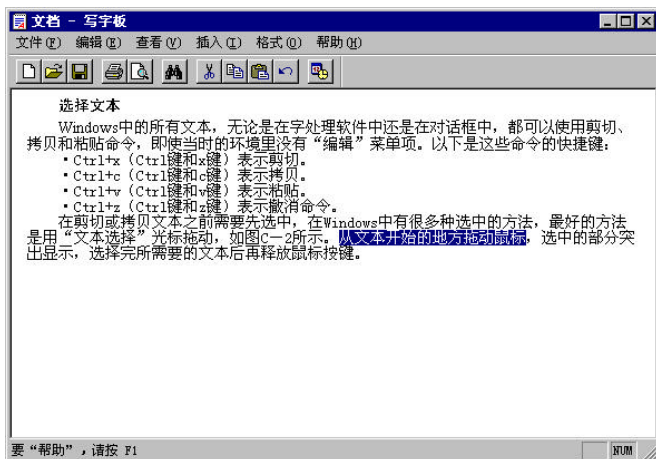 文档 - 写字板
文件(F) 编辑(E) 查看(V) 插入(I) 格式(O) 帮助(H)
选择文本
Windows中的所有文本，无论是在字处理软件中还是在对话框中，都可以使用剪切、
拷贝和粘贴命令，即使当时的环境里没有“编辑”菜单项。以下是这些命令的快捷键：
·Ctrl+x（Ctrl键和x键）表示剪切。
·Ctrl+c（Ctrl键和c键）表示拷贝。
·Ctrl+v（Ctrl键和v键）表示粘贴。
·Ctrl+z（Ctrl键和z键）表示撤消命令。
在剪切或拷贝文本之前需要先选中，在Windows中有很多种选中的方法，最好的方法
是用“文本选择”光标拖动，如图C—2所示。从文本开始的地方拖动鼠标，选中的部分突
出显示，选择完所需要的文本后再释放鼠标按键。
要“帮助”，请按 F1
NUM